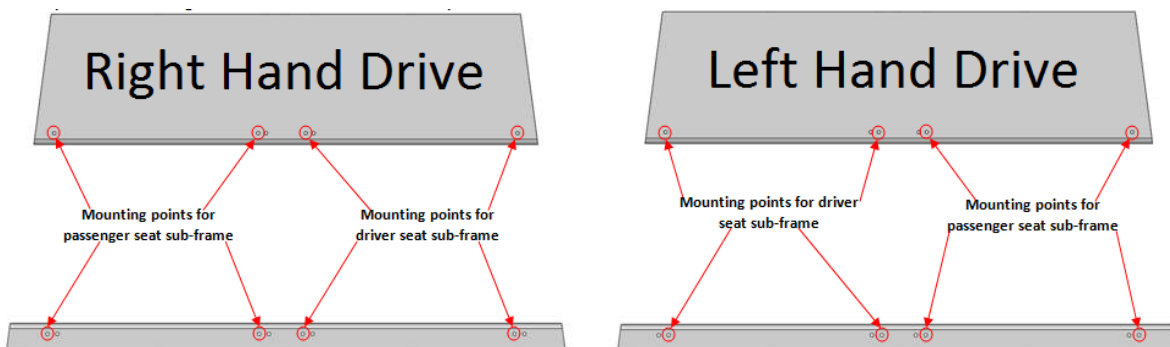 Right Hand Drive
Left Hand Drive
Mounting points for
passenger seat sub-frame
Mounting points for
driver seat sub-frame
Mounting points for driver
seat sub-frame
Mounting points for
passenger seat sub-frame